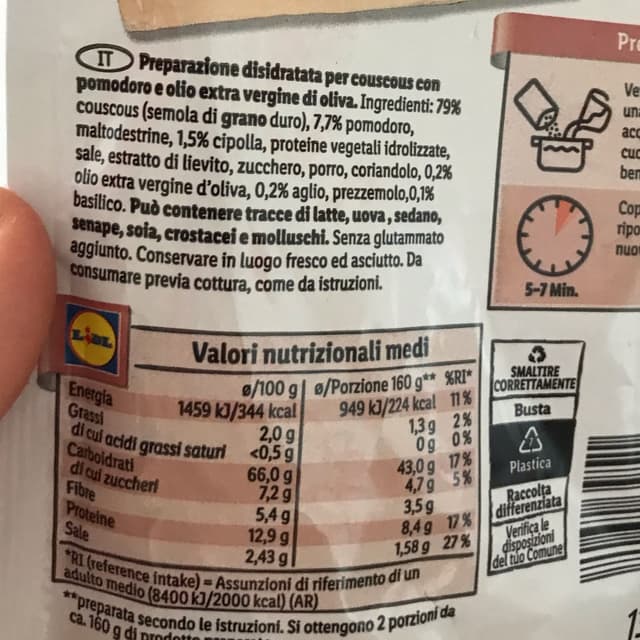 IT Preparazione disidratata per couscous con
pomodoro e olio extra vergine di oliva. Ingredienti: 79%
couscous (semola di grano duro), 7,7% pomodoro,
maltodestrine, 1,5% cipolla, proteine vegetali idrolizzate,
sale, estratto di lievito, zucchero, porro, coriandolo, 0,2%
olio extra vergine d'oliva, 0,2% aglio, prezzemolo,0,1%
basilico. Può contenere tracce di latte, uova, sedano,
senape, soia, crostacei e molluschi. Senza glutammato
aggiunto. Conservare in luogo fresco ed asciutto. Da
consumare previa cottura, come da istruzioni.
LIDL
Valori nutrizionali medi
ø/100 g ø/Porzione 160 g** %RI*
Energia 1459 kJ/344 kcal 949 kJ/224 kcal 11%
Grassi 2,0 g 1,3 g 2%
di cui acidi grassi saturi <0,5 g 0 g 0%
Carboidrati 66,0 g 43,0 g 17%
di cui zuccheri 7,2 g 4,7 g 5%
Fibre 5,4 g 3,5 g
Proteine 12,9 g 8,4 g 17%
Sale 2,43 g 1,58 g 27%
*RI (reference intake) = Assunzioni di riferimento di un
adulto medio (8400 kJ/2000 kcal) (AR)
**preparata secondo le istruzioni. Si ottengono 2 porzioni da
ca. 160 g di
5-7 Min.
SMALTIRE
CORRETTAMENTE
Busta
Plastica
Raccolta
differenziata
Verifica le
disposizioni
del tuo Comune